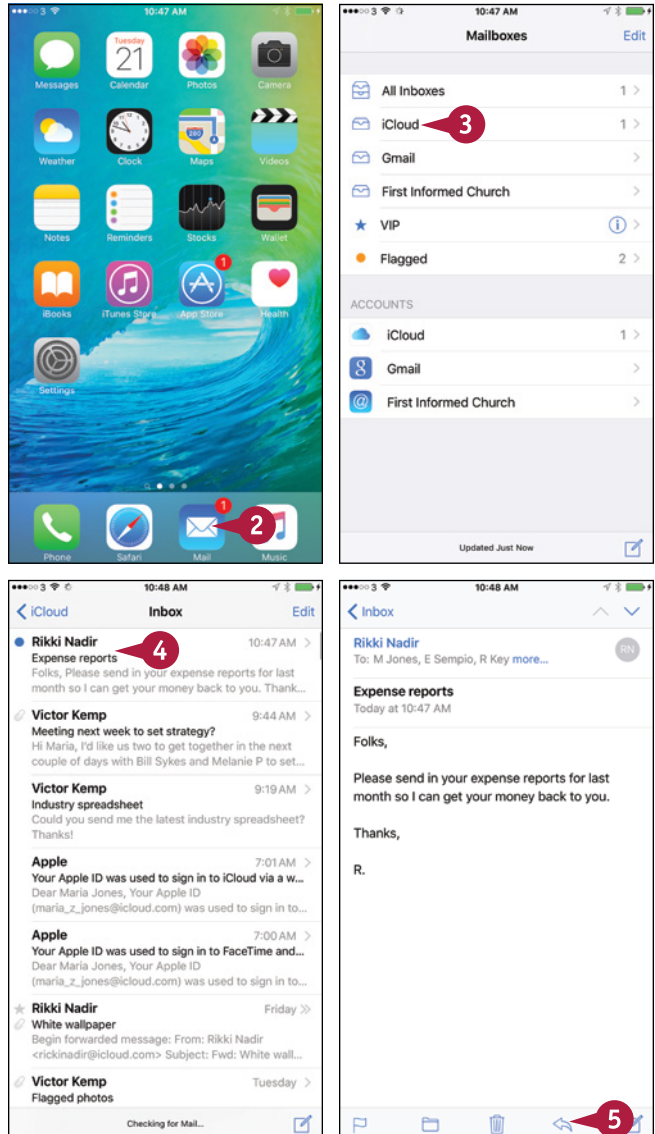 3
10:47 AM
Tuesday
21
Messages
Calendar
Photos
Camera
280
Weather
Clock
Maps
Videos
Notes
Reminders
Stocks
Wallet
1
iBooks
iTunes Store
App Store
Health
Settings
1
2
Phone
Safari
Mail
Music
3
10:47 AM
Mailboxes
Edit
All Inboxes
1
iCloud
3
1
Gmail
First Informed Church
VIP
Flagged
2
ACCOUNTS
iCloud
1
8 Gmail
@ First Informed Church
Updated Just Now
3
10:48 AM
iCloud
Inbox
Edit
Rikki Nadir
10:47 AM
4
Expense reports
Folks, Please send in your expense reports for last
month so I can get your money back to you. Thank...
Victor Kemp
9:44 AM
Meeting next week to set strategy?
Hi Maria, I'd like us two to get together in the next
couple of days with Bill Sykes and Melanie P to set...
Victor Kemp
9:19 AM
Industry spreadsheet
Could you send me the latest industry spreadsheet?
Thanks!
Apple
7:01 AM
Your Apple ID was used to sign in to iCloud via a w...
Dear Maria Jones, Your Apple ID
(maria_z_jones@icloud.com) was used to sign in to...
Apple
7:00 AM
Your Apple ID was used to sign in to FaceTime and...
Dear Maria Jones, Your Apple ID
(maria_z_jones@icloud.com) was used to sign in to...
Rikki Nadir
Friday
White wallpaper
Begin forwarded message: From: Rikki Nadir
<rickinadir@icloud.com> Subject: Fwd: White wall...
Victor Kemp
Tuesday
Flagged photos
Checking for Mail...
3
10:48 AM
Inbox
Rikki Nadir
RN
To: M Jones, E Sempio, R Key more...
Expense reports
Today at 10:47 AM
Folks,
Please send in your expense reports for last
month so I can get your money back to you.
Thanks,
R.
5